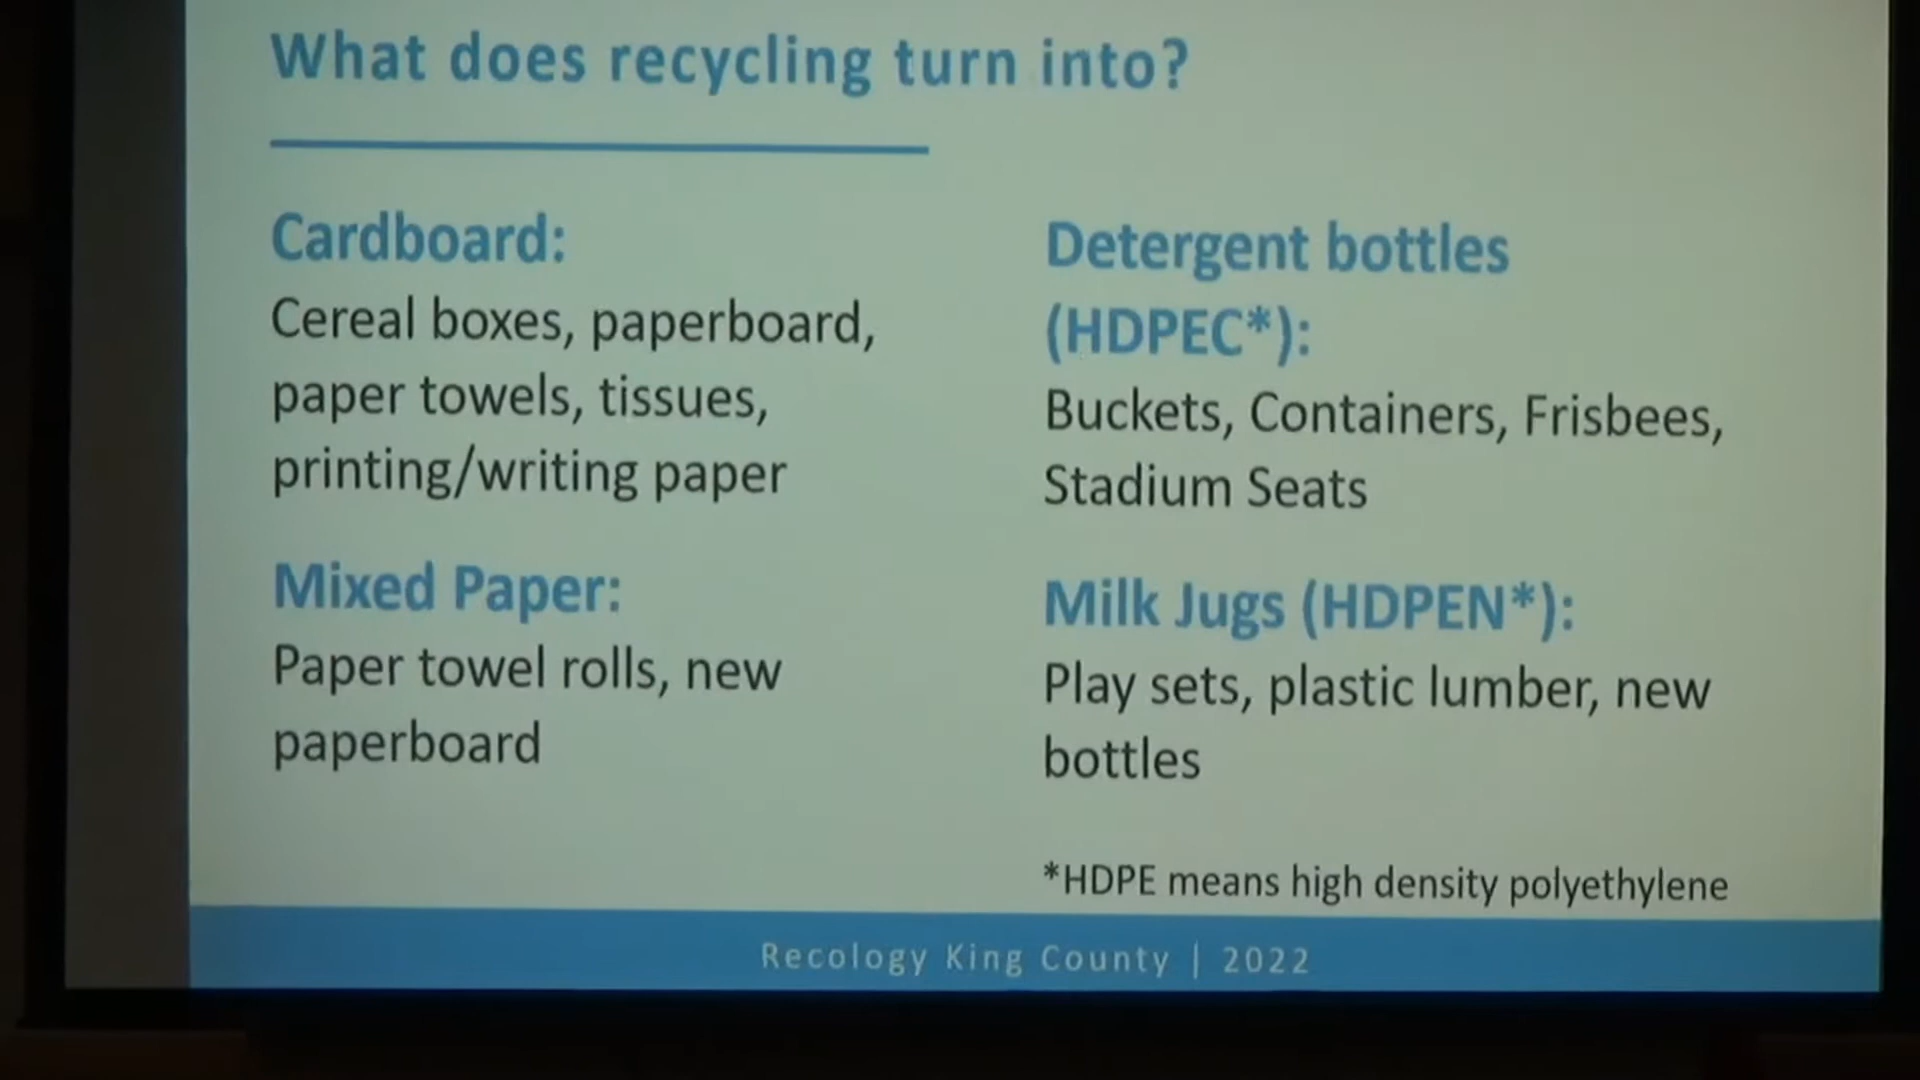 What does recycling turn into?
Cardboard:
Cereal boxes, paperboard,
paper towels, tissues,
printing/writing paper
Mixed Paper:
Paper towel rolls, new
paperboard
Detergent bottles
(HDPEC*):
Buckets, Containers, Frisbees,
Stadium Seats
Milk Jugs (HDPEN*):
Play sets, plastic lumber, new
bottles
*HDPE means high density polyethylene
Recology King County | 2022